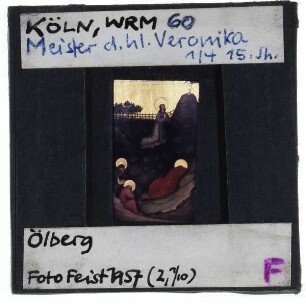 KÖLN, WRM 60
Meister d. hl. Veronika
1/4 15. Jh.
Ölberg
Foto Feist 1957 (2,7/10)
F